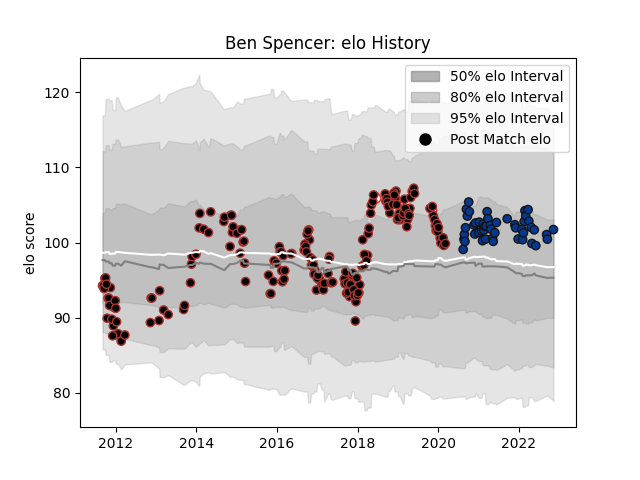 Ben Spencer: elo History
50% elo Interval
80% elo Interval
95% elo Interval
Post Match elo
elo score
120
110
100
90
80
2012
2014
2016
2018
2020
2022